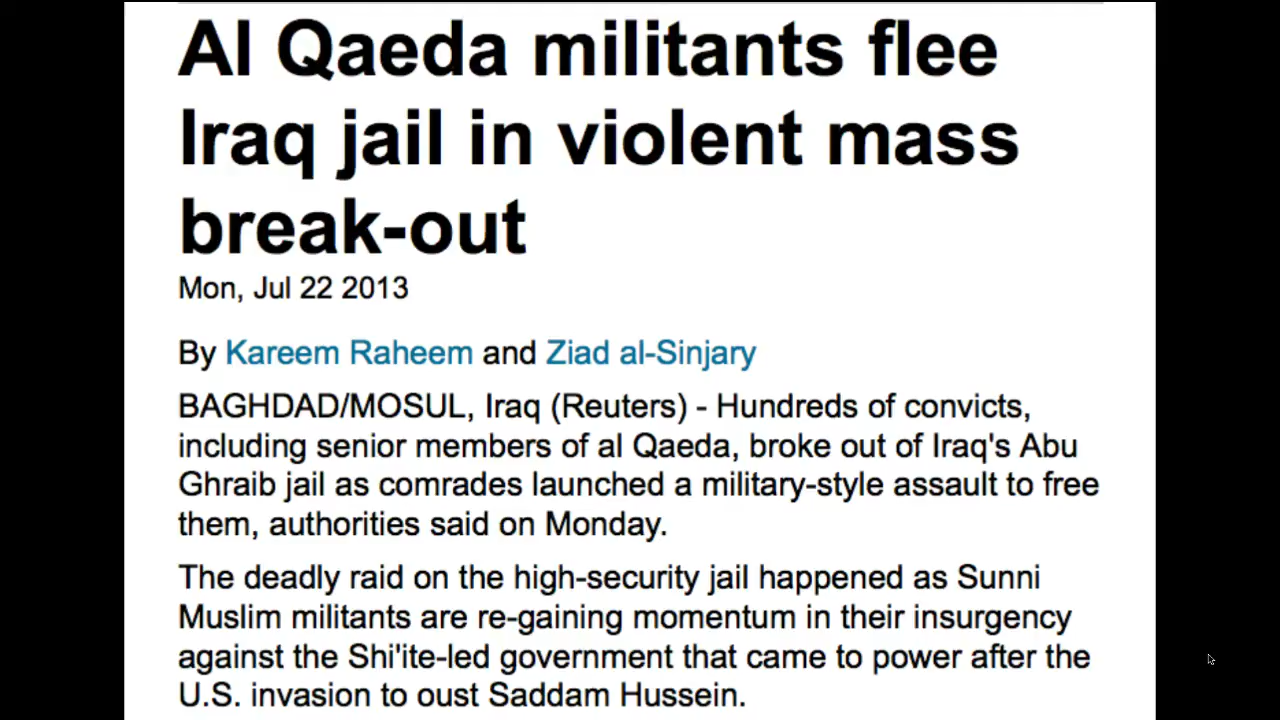 Al Qaeda militants flee
Iraq jail in violent mass
break-out
Mon, Jul 22 2013
By Kareem Raheem and Ziad al-Sinjary
BAGHDAD/MOSUL, Iraq (Reuters) - Hundreds of convicts,
including senior members of al Qaeda, broke out of Iraq's Abu
Ghraib jail as comrades launched a military-style assault to free
them, authorities said on Monday.
The deadly raid on the high-security jail happened as Sunni
Muslim militants are re-gaining momentum in their insurgency
against the Shi'ite-led government that came to power after the
U.S. invasion to oust Saddam Hussein.